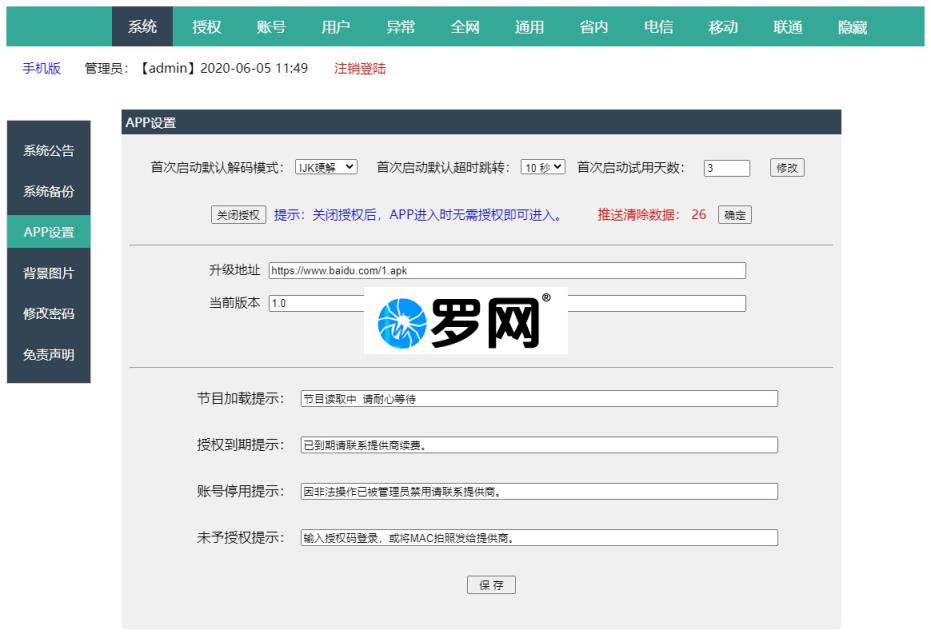 系统 授权 账号 用户 异常 全网 通用 省内 电信 移动 联通 隐藏
手机版 管理员：【admin】2020-06-05 11:49 注销登陆
系统公告
系统备份
APP设置
背景图片
修改密码
免责声明
APP设置
首次启动默认解码模式： IJK硬解 首次启动默认超时跳转： 10 秒 首次启动试用天数： 3 修改
关闭授权 提示：关闭授权后，APP进入时无需授权即可进入。 推送清除数据： 26 确定
升级地址 https://www.baidu.com/1.apk
当前版本 1.0
罗网®
节目加载提示： 节目读取中 请耐心等待
授权到期提示： 已到期请联系提供商续费。
账号停用提示： 因非法操作已被管理员禁用请联系提供商。
未予授权提示： 输入授权码登录，或将MAC拍照发给提供商。
保 存